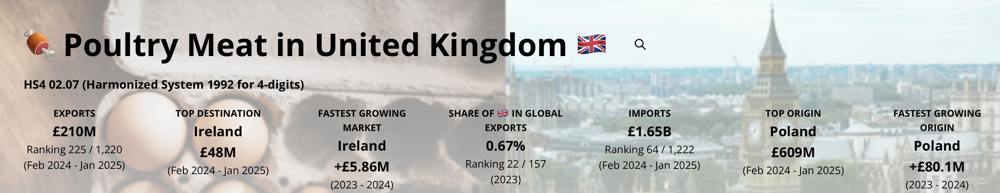 🍖 Poultry Meat in United Kingdom 🇬🇧
HS4 02.07 (Harmonized System 1992 for 4-digits)
EXPORTS
£210M
Ranking 225 / 1,220
(Feb 2024 - Jan 2025)
TOP DESTINATION
Ireland
£48M
(Feb 2024 - Jan 2025)
FASTEST GROWING
MARKET
Ireland
+£5.86M
(2023 - 2024)
SHARE OF 🇬🇧 IN GLOBAL
EXPORTS
0.67%
Ranking 22 / 157
(2023)
IMPORTS
£1.65B
Ranking 64 / 1,222
(Feb 2024 - Jan 2025)
TOP ORIGIN
Poland
£609M
(Feb 2024 - Jan 2025)
FASTEST GROWING
ORIGIN
Poland
+£80.1M
(2023 - 2024)